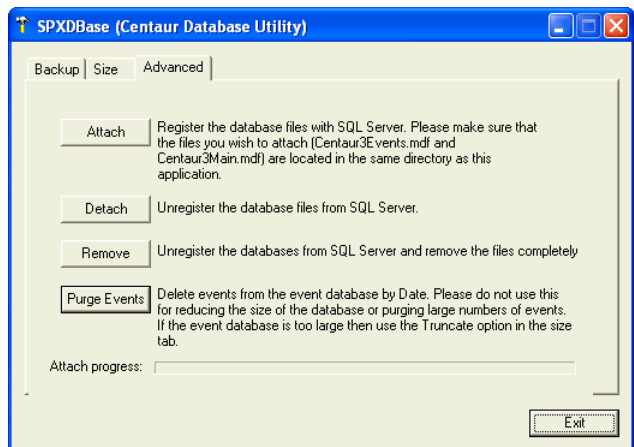 SPXDBase (Centaur Database Utility)
Backup Size Advanced
Attach
Register the database files with SQL Server. Please make sure that
the files you wish to attach (Centaur3Events.mdf and
Centaur3Main.mdf) are located in the same directory as this
application.
Detach
Unregister the database files from SQL Server.
Remove
Unregister the databases from SQL Server and remove the files completely
Purge Events
Delete events from the event database by Date. Please do not use this
for reducing the size of the database or purging large numbers of events.
If the event database is too large then use the Truncate option in the size
tab.
Attach progress:
Exit